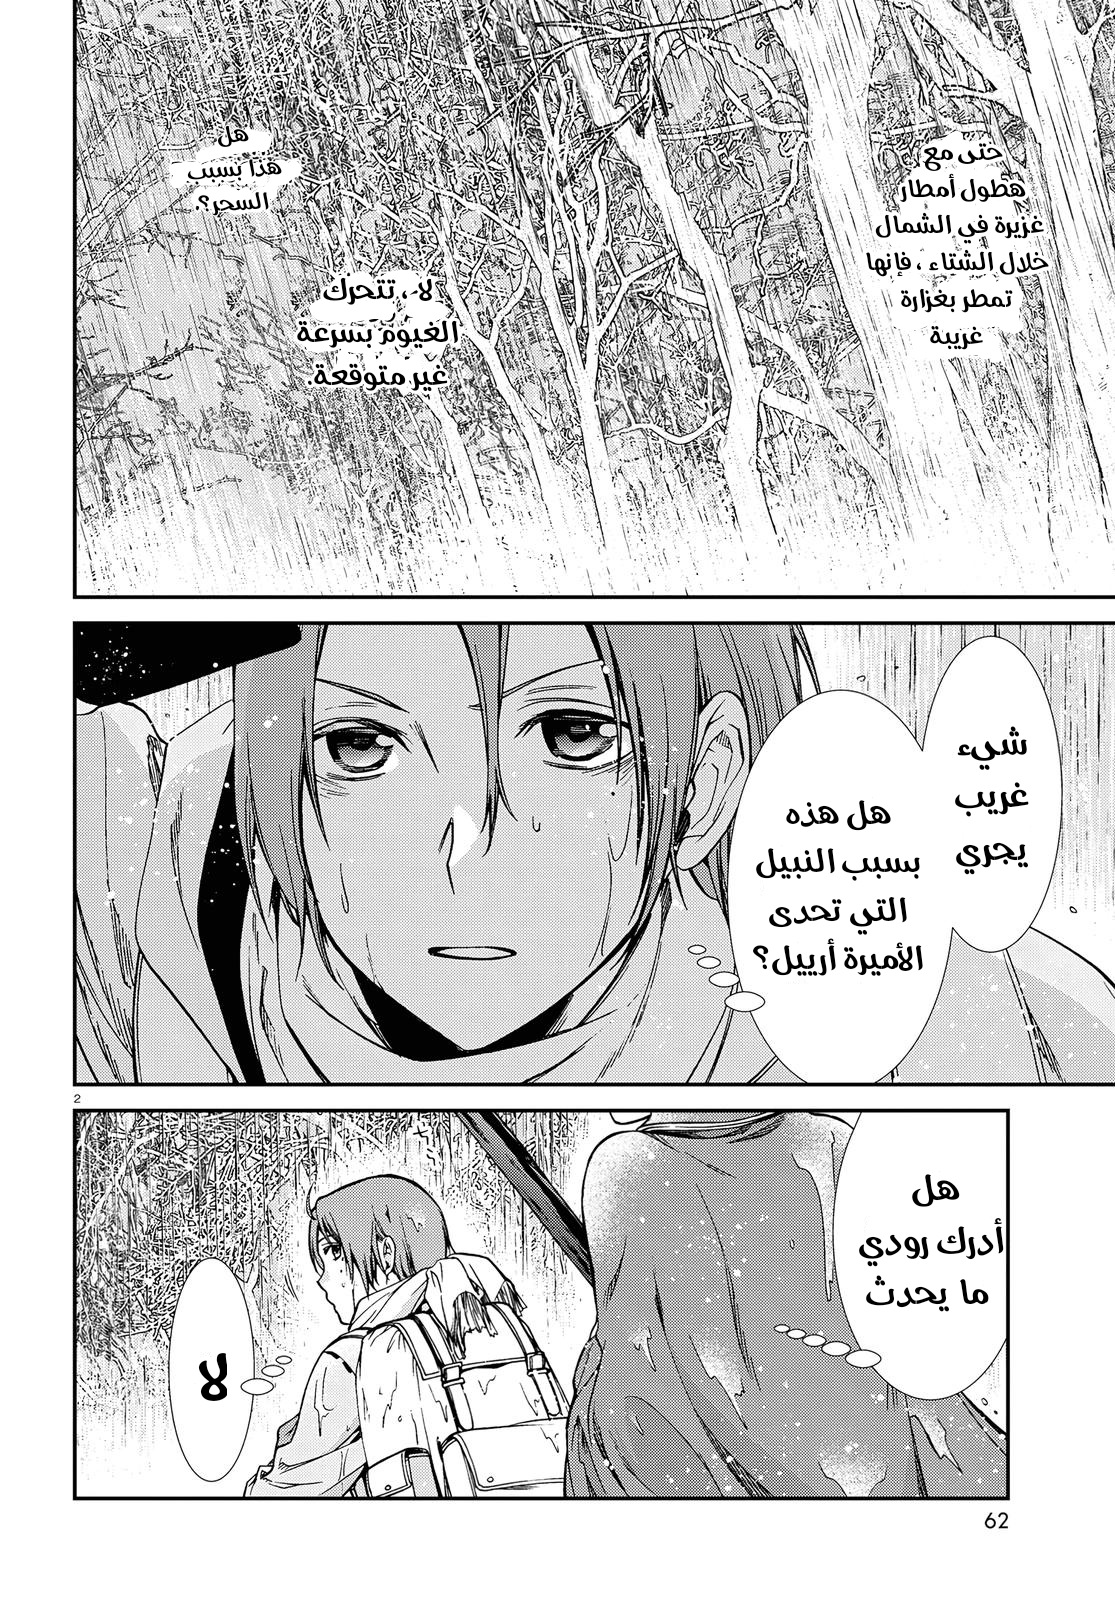 حتى مع
هطول أمطار
غزيرة في الشمال
خلال الشتاء ، فإنها
تمطر بغزارة
غريبة
لا ، تتحرك
الغيوم بسرعة
غير متوقعة.
هل
هذا بسبب
السحر؟.
شيء
غريب
يجري
هل هذه
بسبب النبيل
التي تحدى
الأميرة أرييل؟
2
هل
أدرك رودي
ما يحدث
لا
62